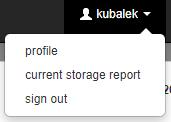 kubalek
profile
current storage report
sign out